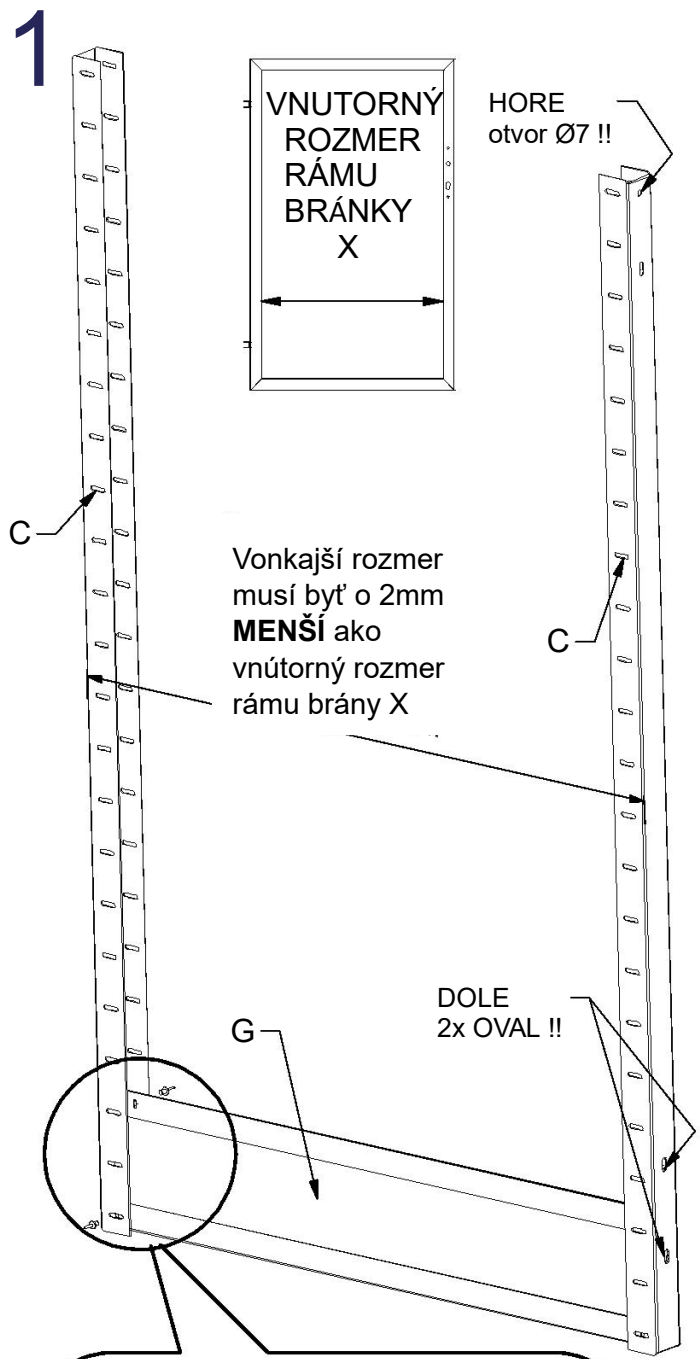 1
VNUTORNÝ
ROZMER
RÁMU
BRÁNKY
X
HORE
otvor Ø7 !!
C
Vonkajší rozmer
musí byť o 2mm
MENŠÍ ako
vnútorný rozmer
rámu brány X
C
DOLE
2x OVAL !!
G